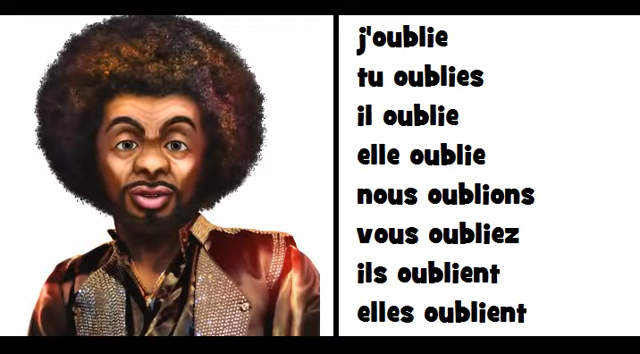 j'oublie
tu oublies
il oublie
elle oublie
nous oublions
vous oubliez
ils oublient
elles oublient